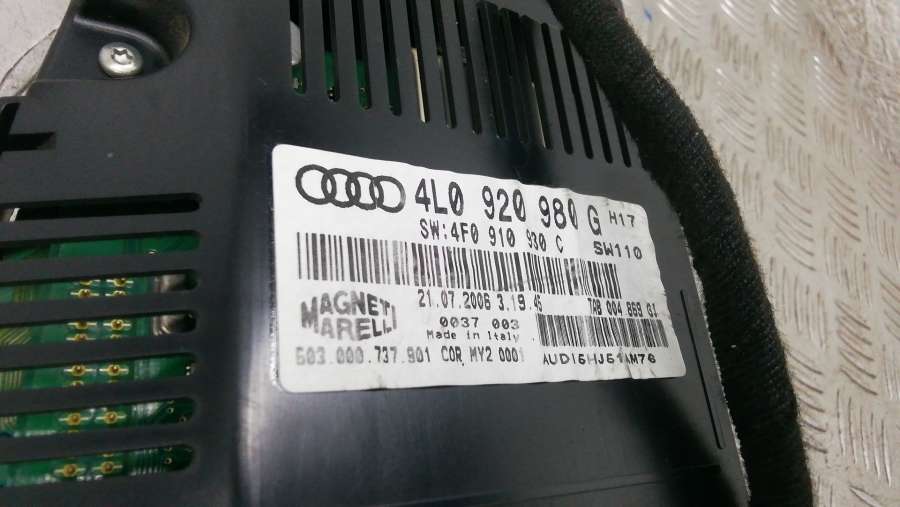 4L0 920 980 G H17
SW:4F0 910 930 C SW110
21.07.2006 3.19.45
MAGNETI MARELLI
0037 003
Made in Italy
503.000.737.901 COR MY2 0001